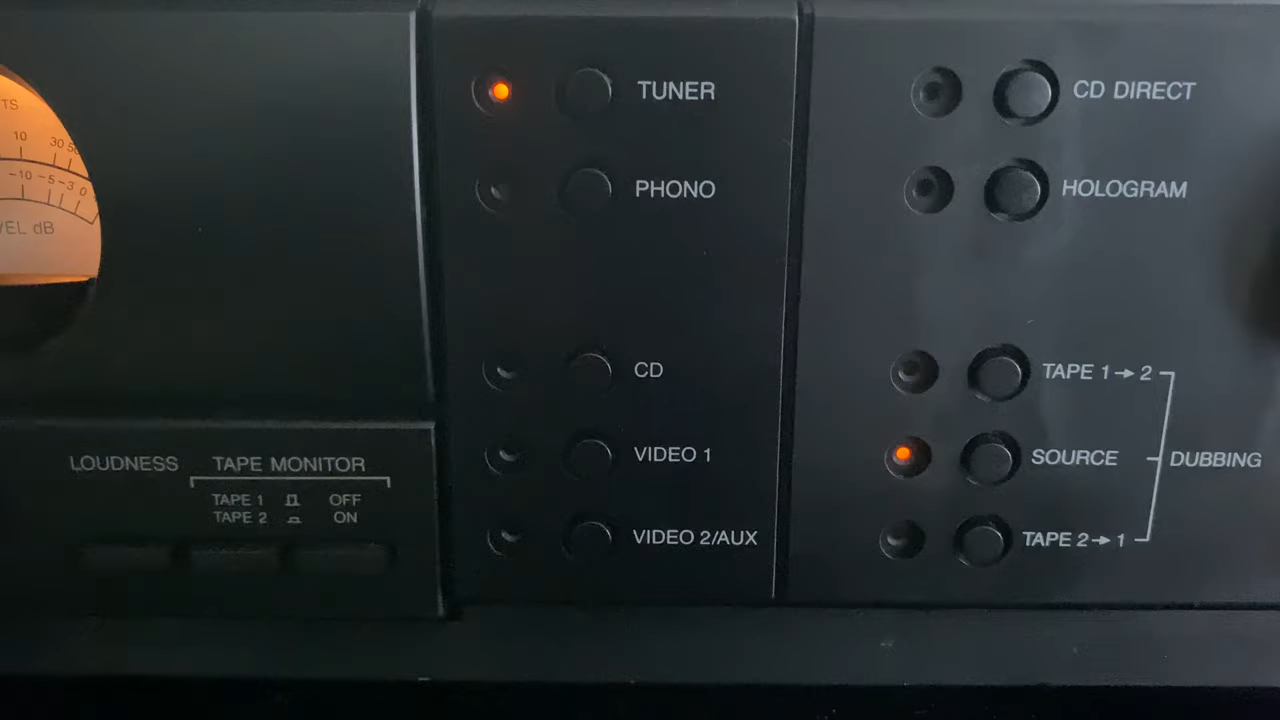 TS
10 30 5
-10 -5 -3 0
VEL dB
LOUDNESS
TAPE MONITOR
TAPE 1 OFF
TAPE 2 ON
TUNER
PHONO
CD
VIDEO 1
VIDEO 2/AUX
CD DIRECT
HOLOGRAM
TAPE 1→2
SOURCE
DUBBING
TAPE 2→1